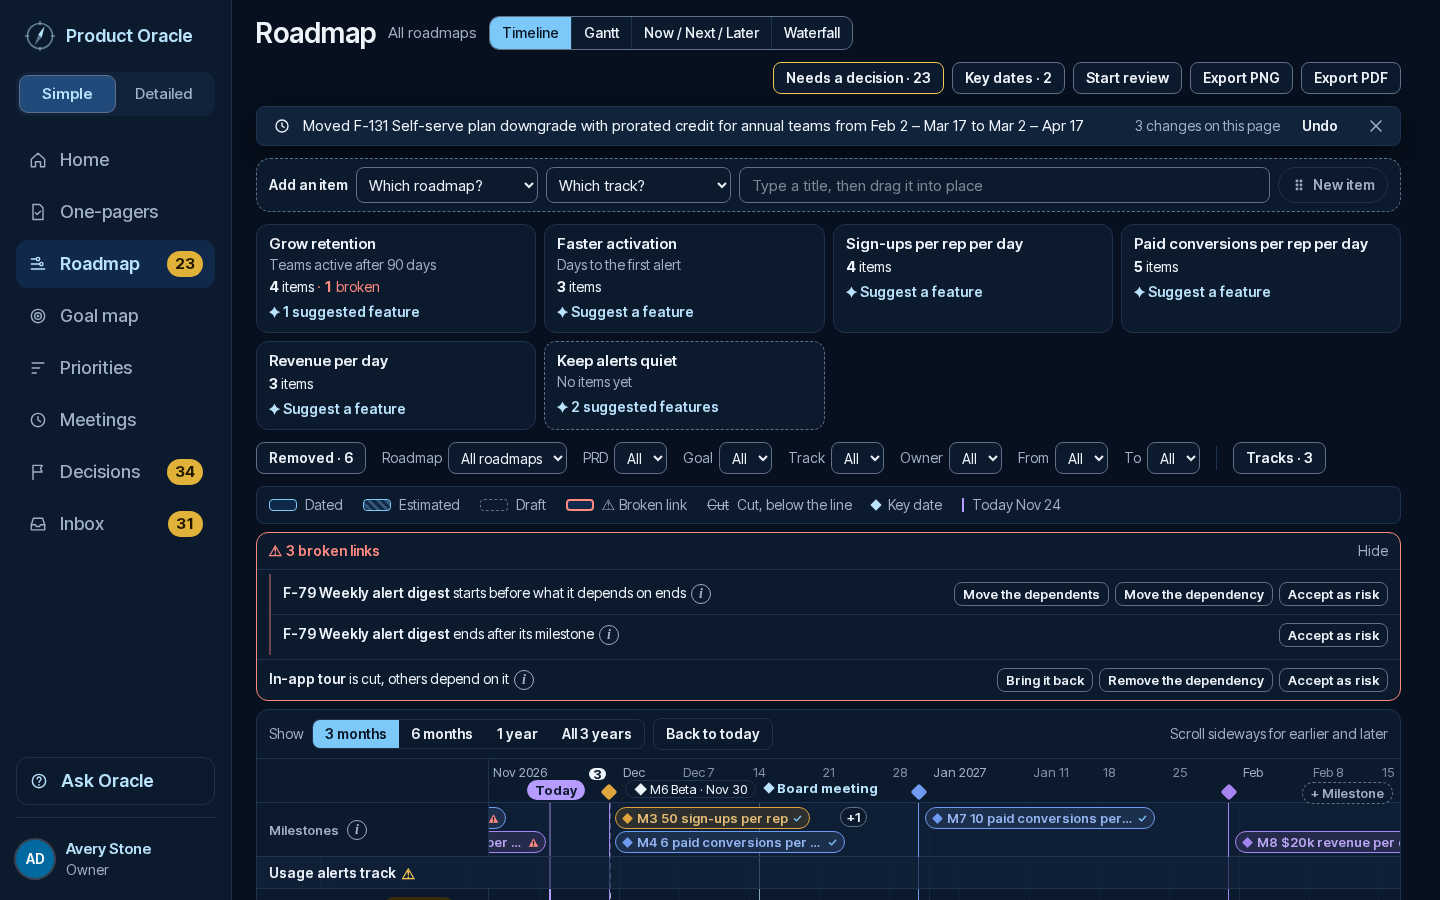 Product Oracle
Simple
Detailed
Home
One-pagers
Roadmap 23
Goal map
Priorities
Meetings
Decisions 34
Inbox 31
Ask Oracle
AD
Avery Stone
Owner
Roadmap All roadmaps Timeline Gantt Now / Next / Later Waterfall
Needs a decision · 23 Key dates · 2 Start review Export PNG Export PDF
Moved F-131 Self-serve plan downgrade with prorated credit for annual teams from Feb 2 – Mar 17 to Mar 2 – Apr 17 3 changes on this page Undo
Add an item Which roadmap? Which track? Type a title, then drag it into place New item
Grow retention
Teams active after 90 days
4 items · 1 broken
1 suggested feature
Faster activation
Days to the first alert
3 items
Suggest a feature
Sign-ups per rep per day
4 items
Suggest a feature
Paid conversions per rep per day
5 items
Suggest a feature
Revenue per day
3 items
Suggest a feature
Keep alerts quiet
No items yet
2 suggested features
Removed · 6 Roadmap All roadmaps PRD All Goal All Track All Owner All From All To All Tracks · 3
Dated Estimated Draft Broken link Cut Cut, below the line Key date Today Nov 24
3 broken links Hide
F-79 Weekly alert digest starts before what it depends on ends i Move the dependents Move the dependency Accept as risk
F-79 Weekly alert digest ends after its milestone i Accept as risk
In-app tour is cut, others depend on it i Bring it back Remove the dependency Accept as risk
Show 3 months 6 months 1 year All 3 years Back to today Scroll sideways for earlier and later
Nov 2026 3 Dec Dec 7 14 21 28 Jan 2027 Jan 11 18 25 Feb Feb 8 15
Today M6 Beta · Nov 30 Board meeting + Milestone
Milestones i
M3 50 sign-ups per rep +1 M7 10 paid conversions per...
per ... M4 6 paid conversions per ... M8 $20k revenue per
Usage alerts track